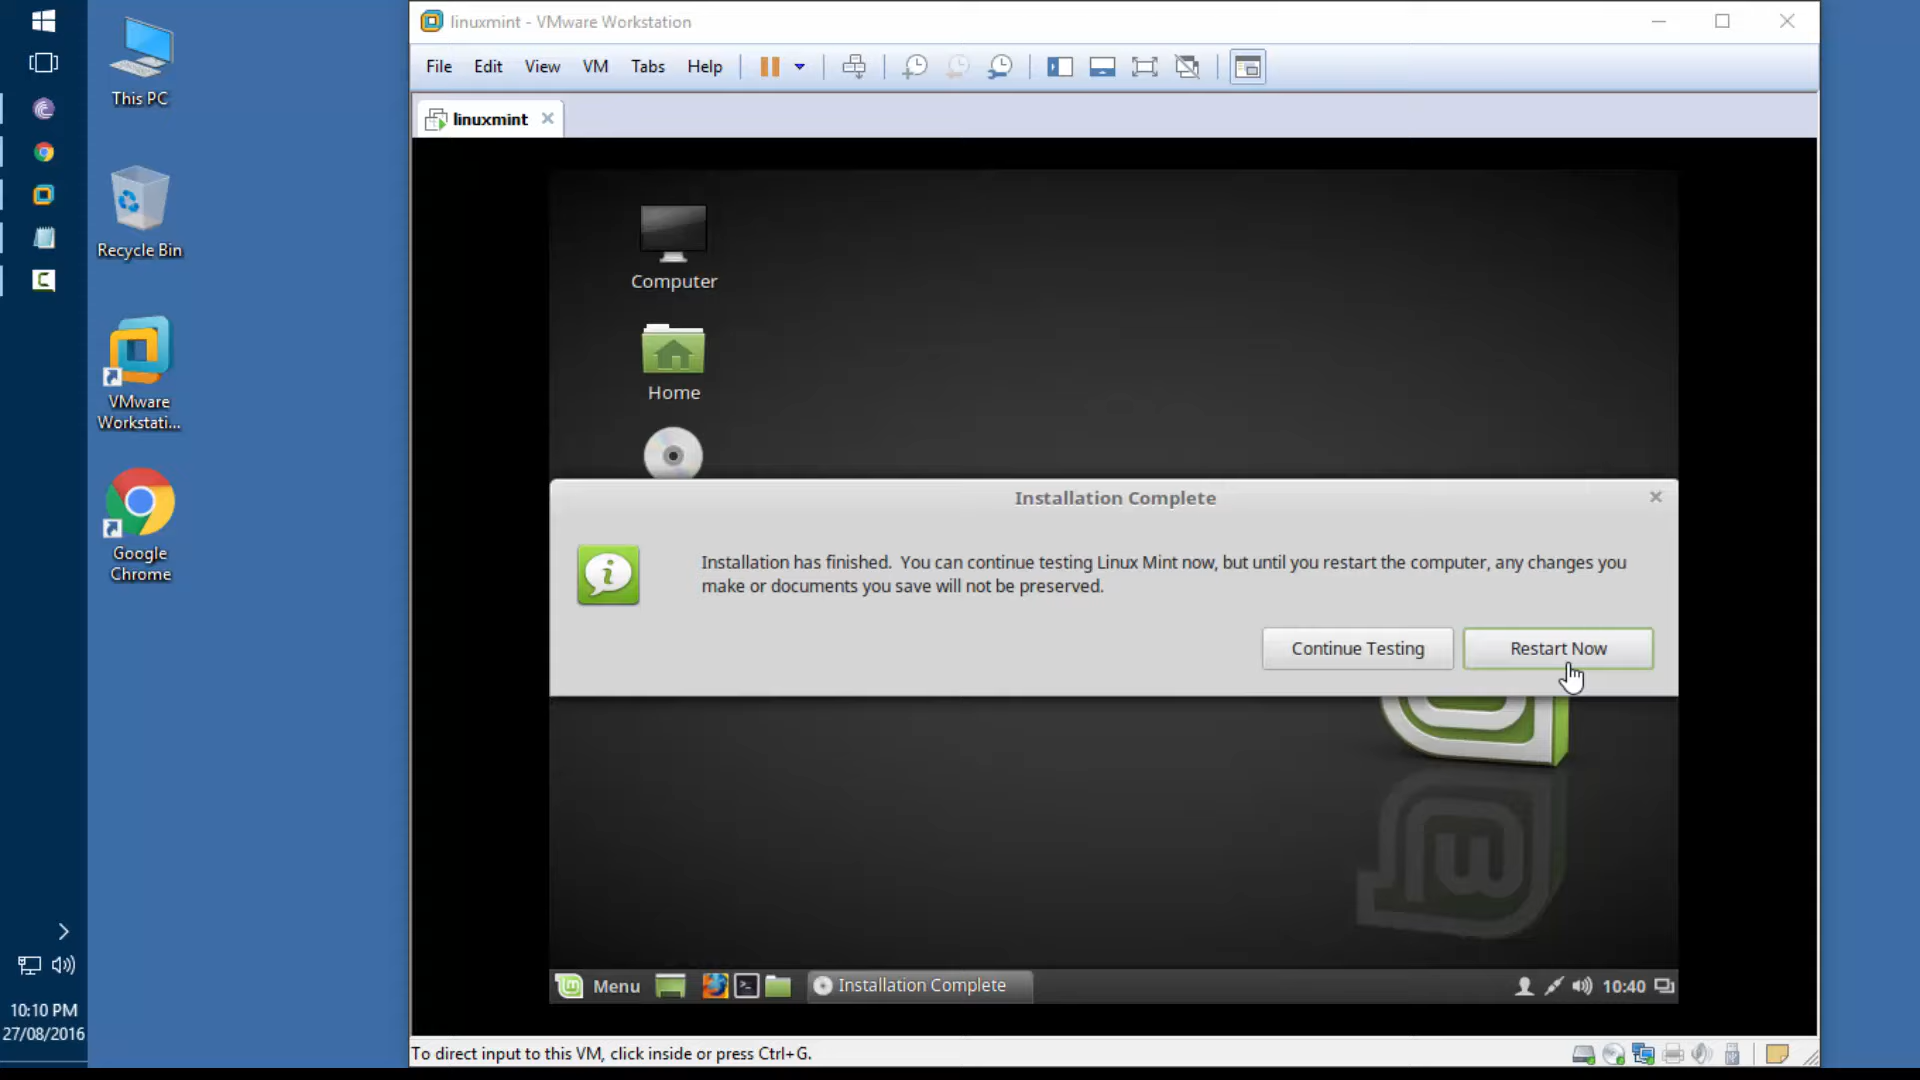 This PC
Recycle Bin
VMware
Workstati...
Google
Chrome
10:10 PM
27/08/2016
linuxmint - VMware Workstation
File Edit View VM Tabs Help
linuxmint
Computer
Home
Installation Complete
Installation has finished. You can continue testing Linux Mint now, but until you restart the computer, any changes you
make or documents you save will not be preserved.
Continue Testing Restart Now
Menu Installation Complete 10:40
To direct input to this VM, click inside or press Ctrl+G.